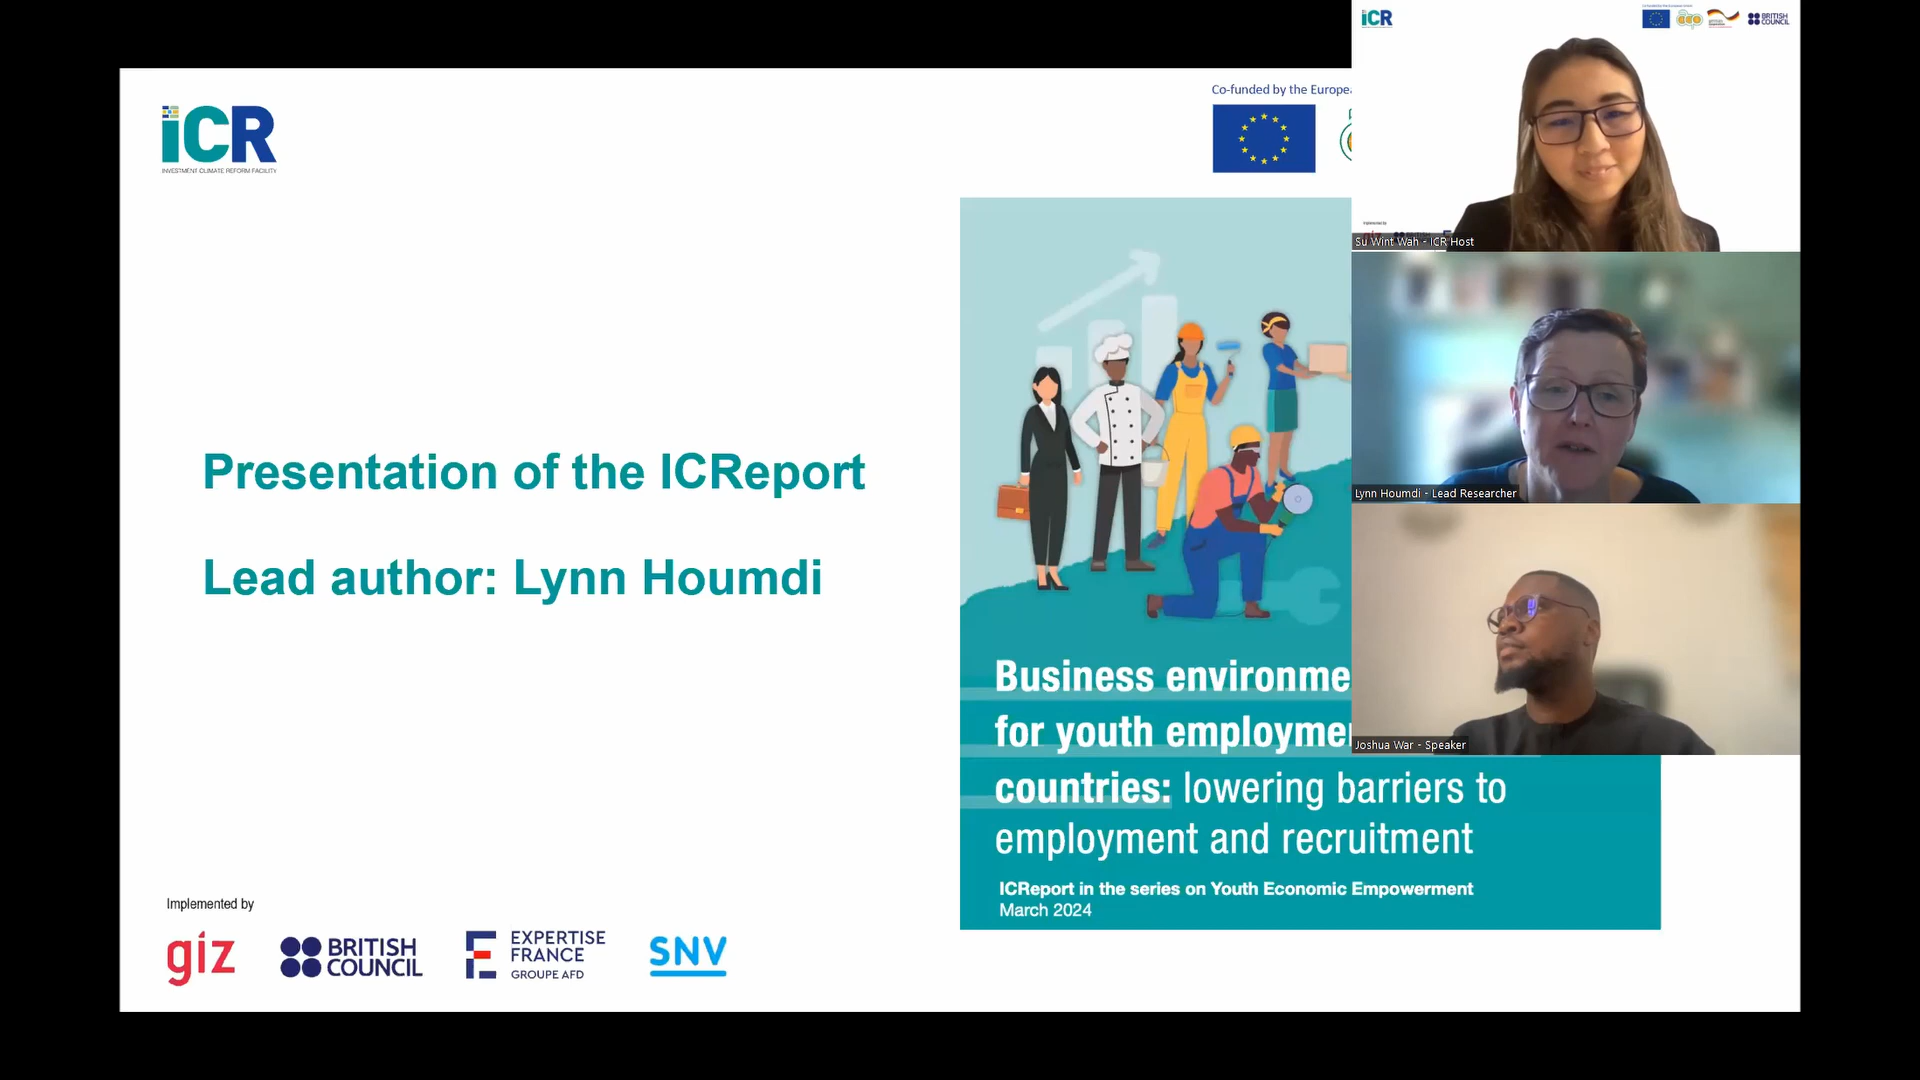 iCR
INVESTMENT CLIMATE REFORM FACILITY
Co-funded by the Europea
Presentation of the ICReport
Lead author: Lynn Houmdi
Business environme
for youth employme
countries: lowering barriers to
employment and recruitment
ICReport in the series on Youth Economic Empowerment
March 2024
Implemented by
giz
BRITISH
COUNCIL
EXPERTISE
FRANCE
GROUPE AFD
SNV
iCR
BRITISH
COUNCIL
Su Wint Wah - ICR Host
Lynn Houmdi - Lead Researcher
Joshua War - Speaker